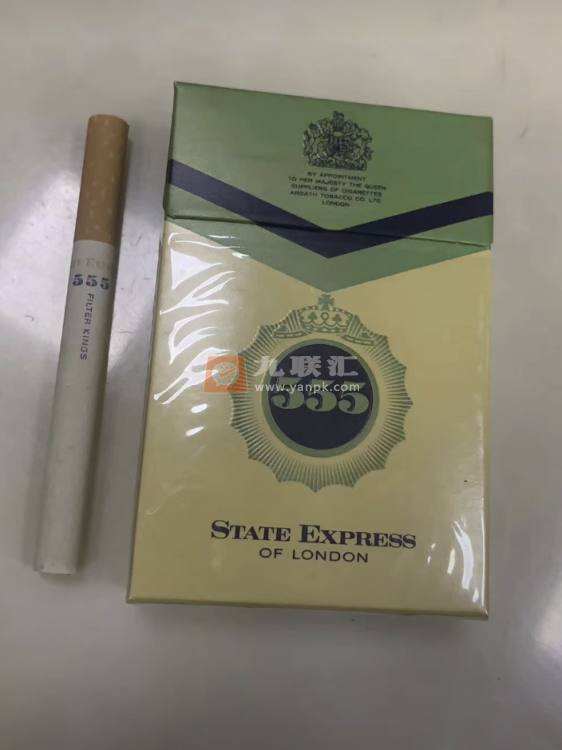 BY APPOINTMENT
TO HER MAJESTY THE QUEEN
SUPPLIERS OF CIGARETTES
ARDATH TOBACCO CO. LTD.
LONDON
555
FILTER KINGS
九联汇
www.yanpk.com
555
STATE EXPRESS
OF LONDON